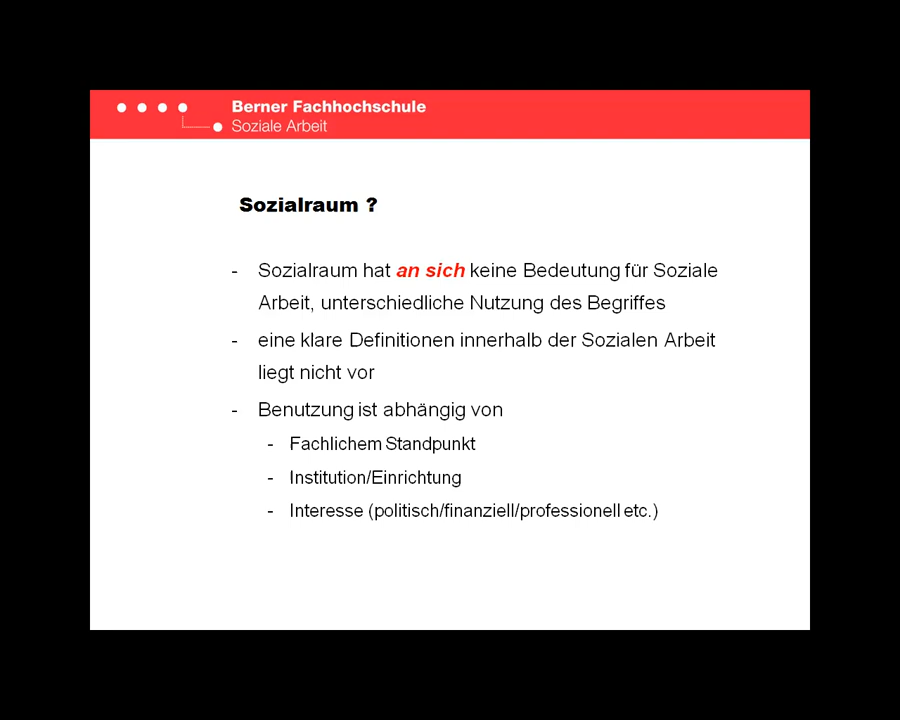 Berner Fachhochschule
Soziale Arbeit
Sozialraum ?
- Sozialraum hat an sich keine Bedeutung für Soziale
Arbeit, unterschiedliche Nutzung des Begriffes
- eine klare Definitionen innerhalb der Sozialen Arbeit
liegt nicht vor
- Benutzung ist abhängig von
- Fachlichem Standpunkt
- Institution/Einrichtung
- Interesse (politisch/finanziell/professionell etc.)